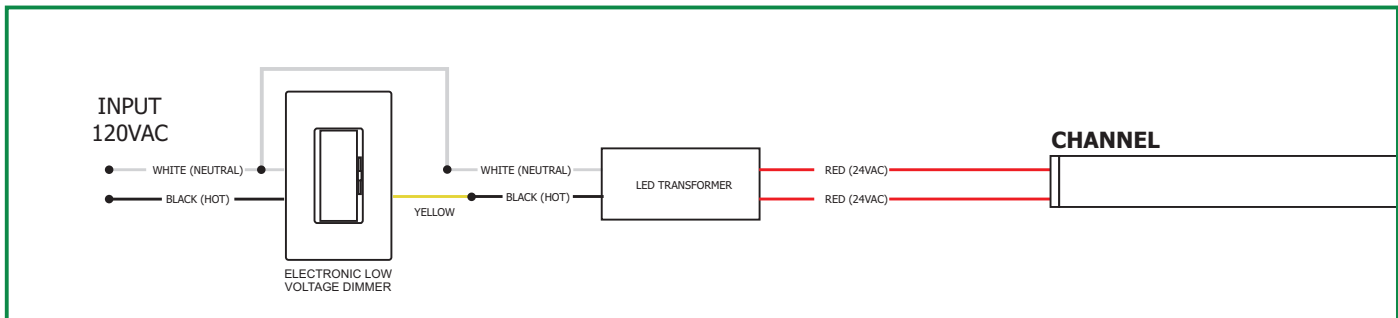 INPUT
120VAC
CHANNEL
WHITE (NEUTRAL)
WHITE (NEUTRAL)
RED (24VAC)
LED TRANSFORMER
BLACK (HOT)
BLACK (HOT)
RED (24VAC)
YELLOW
ELECTRONIC LOW
VOLTAGE DIMMER